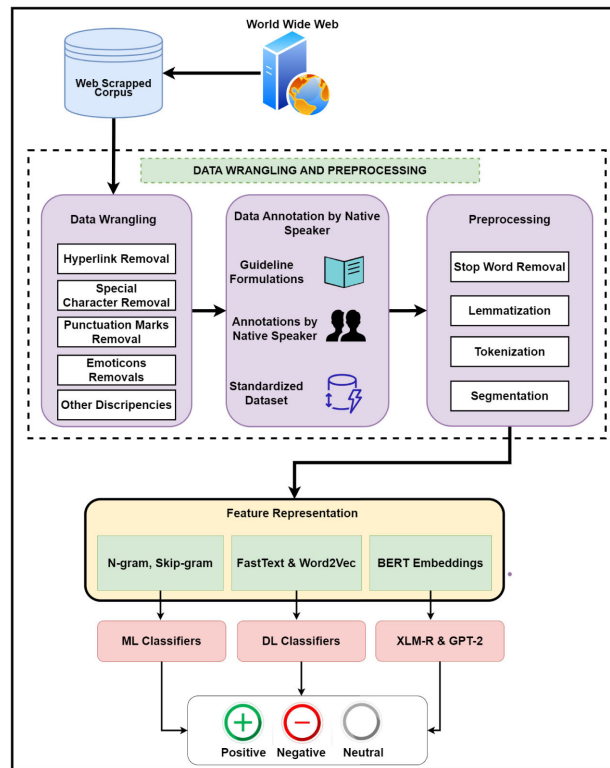 World Wide Web
Web Scrapped
Corpus
DATA WRANGLING AND PREPROCESSING
Data Wrangling
Hyperlink Removal
Special
Character Removal
Punctuation Marks
Removal
Emoticons
Removals
Other Discripencies
Data Annotation by Native
Speaker
Guideline
Formulations
Annotations by
Native Speaker
Standardized
Dataset
Preprocessing
Stop Word Removal
Lemmatization
Tokenization
Segmentation
Feature Representation
N-gram, Skip-gram
FastText & Word2Vec
BERT Embeddings
ML Classifiers
DL Classifiers
XLM-R & GPT-2
Positive
Negative
Neutral